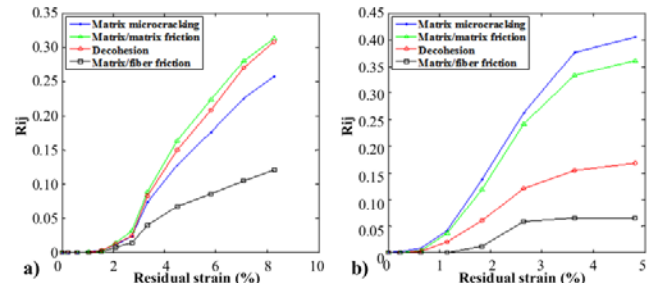 0.35
0.30
0.25
0.20
0.15
0.10
0.05
0
Rij
Matrix microcracking
Matrix/matrix friction
Decohesion
Matrix/fiber friction
0 2 4 6 8 10
a) Residual strain (%)
0.45
0.40
0.35
0.30
0.25
0.20
0.15
0.10
0.05
0.00
Rij
Matrix microcracking
Matrix/matrix friction
Decohesion
Matrix/fiber friction
0 1 2 3 4 5
b) Residual strain (%)